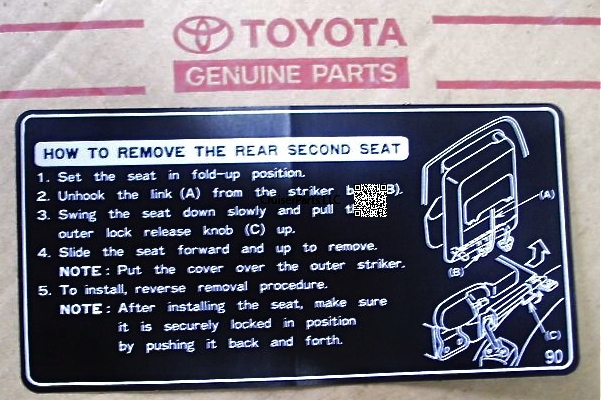 TOYOTA
GENUINE PARTS
HOW TO REMOVE THE REAR SECOND SEAT
1. Set the seat in fold-up position.
2. Unhook the link (A) from the striker (B).
3. Swing the seat down slowly and pull
outer lock release knob (C) up.
4. Slide the seat forward and up to remove.
NOTE: Put the cover over the outer striker.
5. To install, reverse removal procedure.
NOTE: After installing the seat, make sure
it is securely locked in position
by pushing it back and forth.
(A)
(B)
(C)
90